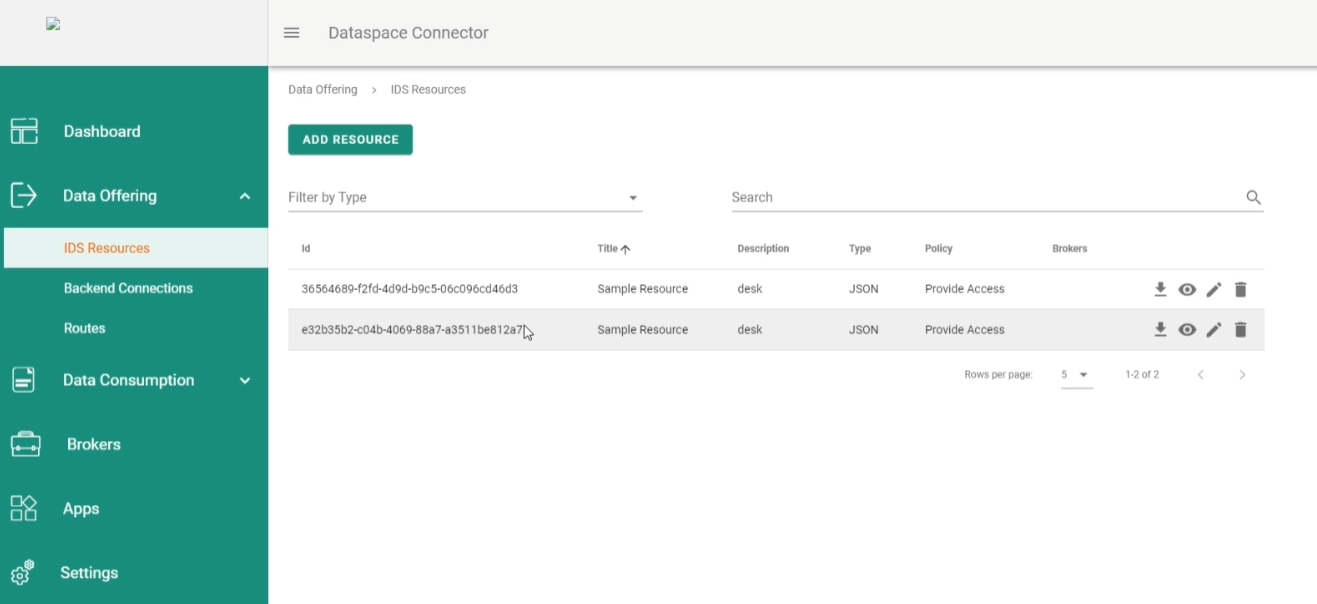 Dataspace Connector
Data Offering > IDS Resources
Dashboard
Data Offering
IDS Resources
Backend Connections
Routes
Data Consumption
Brokers
Apps
Settings
ADD RESOURCE
Filter by Type
Search
Id Title Description Type Policy Brokers
36564689-f2fd-4d9d-b9c5-06c096cd46d3 Sample Resource desk JSON Provide Access
e32b35b2-c04b-4069-88a7-a3511be812a7 Sample Resource desk JSON Provide Access
Rows per page: 5 1-2 of 2